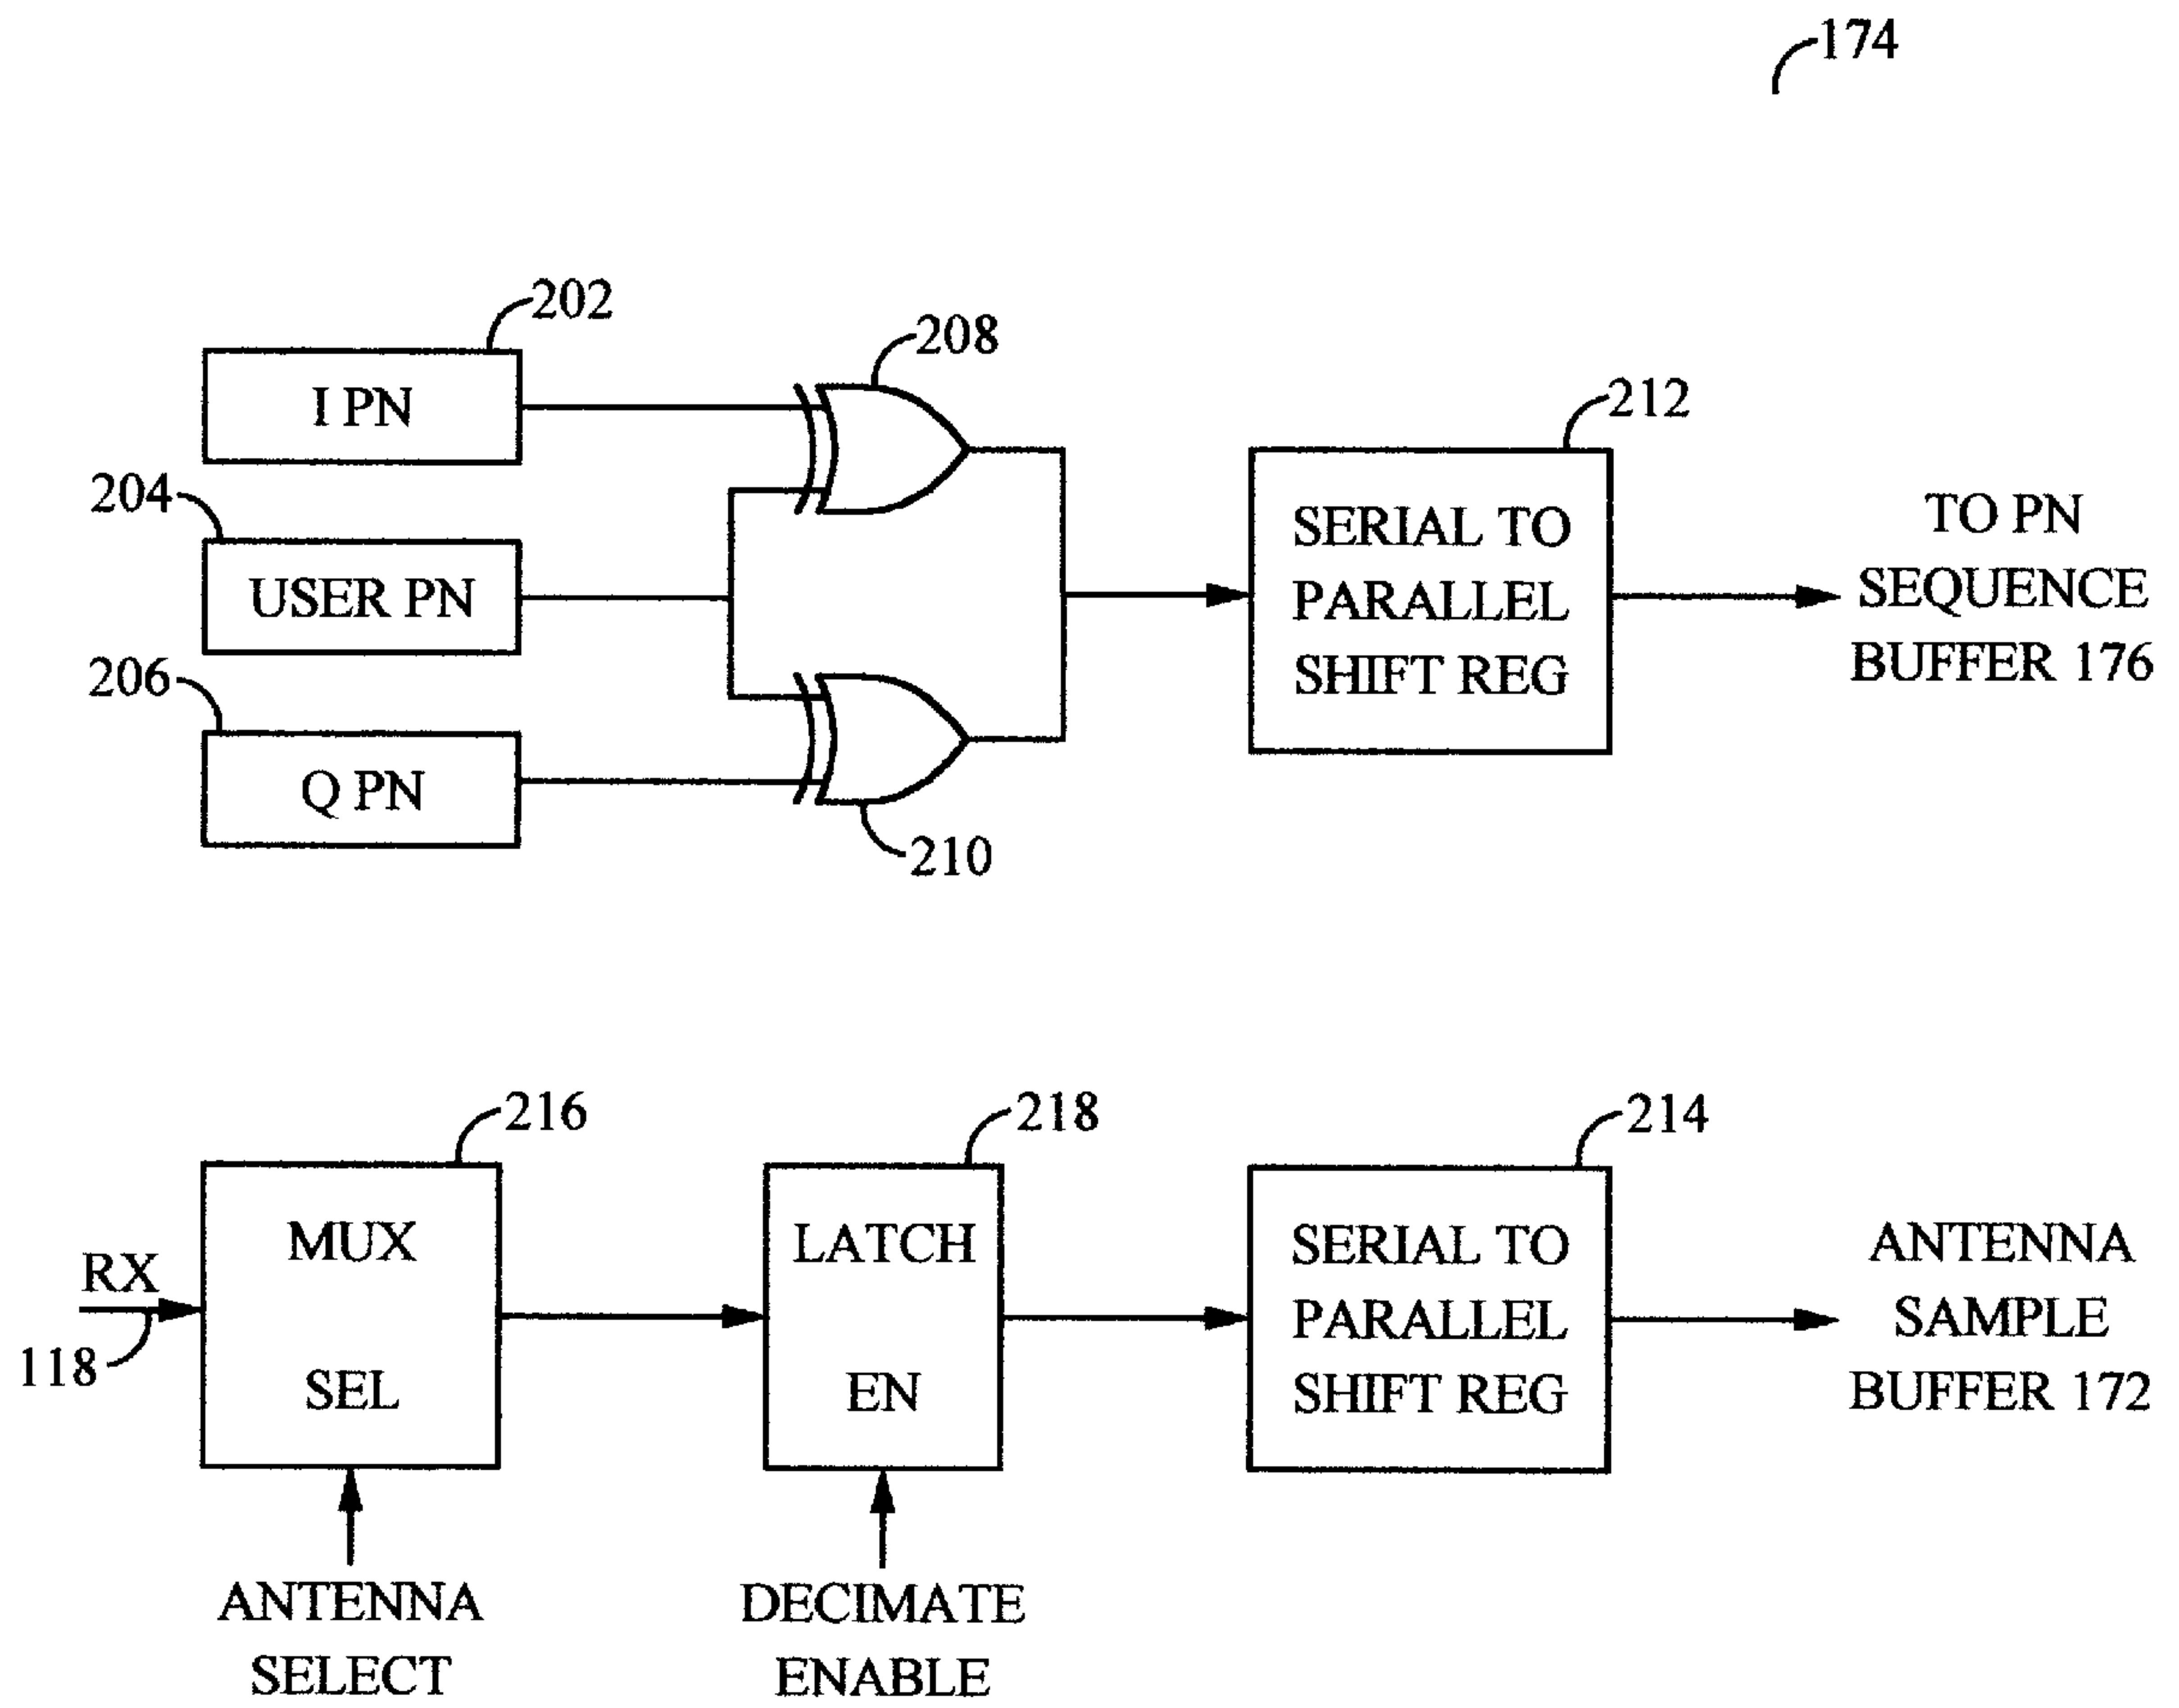 174
202
I PN
204
USER PN
206
Q PN
208
210
212
SERIAL TO
PARALLEL
SHIFT REG
TO PN
SEQUENCE
BUFFER 176
216
MUX
SEL
RX
118
ANTENNA
SELECT
218
LATCH
EN
DECIMATE
ENABLE
214
SERIAL TO
PARALLEL
SHIFT REG
ANTENNA
SAMPLE
BUFFER 172